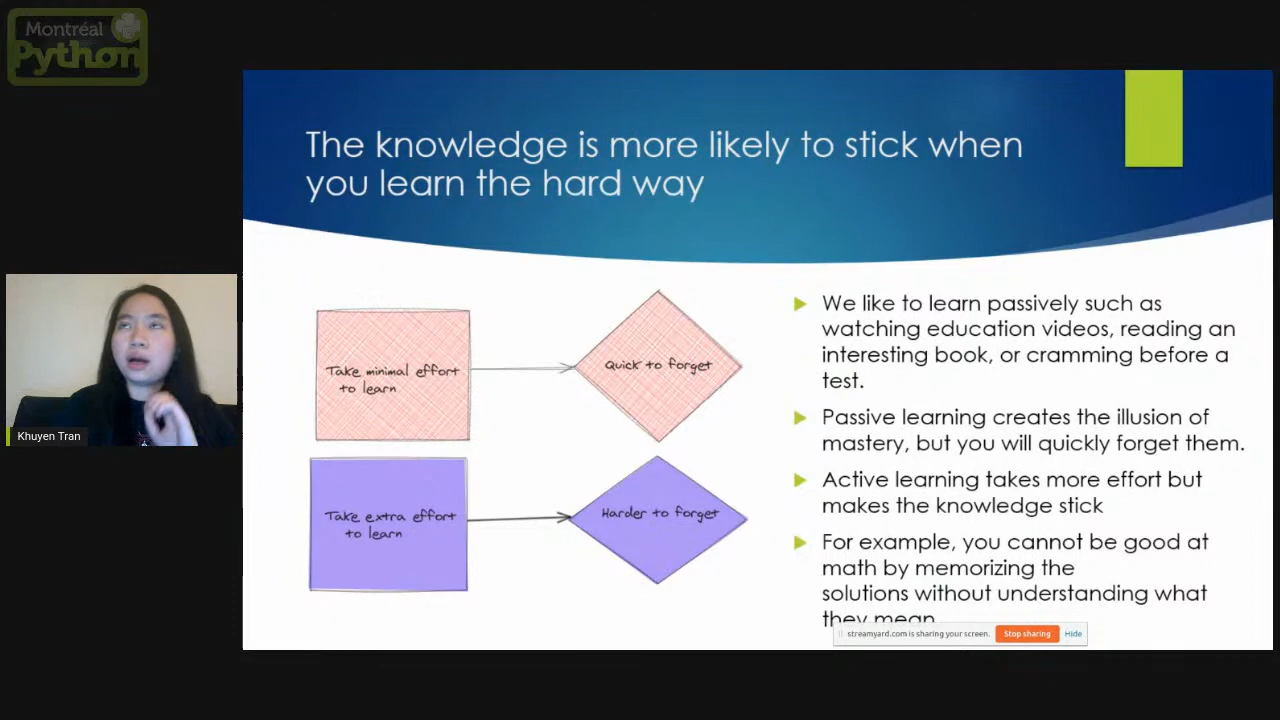 Montréal
Python
The knowledge is more likely to stick when
you learn the hard way
Take minimal effort
to learn
Quick to forget
Take extra effort
to learn
Harder to forget
We like to learn passively such as
watching education videos, reading an
interesting book, or cramming before a
test.
Passive learning creates the illusion of
mastery, but you will quickly forget them.
Active learning takes more effort but
makes the knowledge stick
For example, you cannot be good at
math by memorizing the
solutions without understanding what
they mean
streamyard.com is sharing your screen.
Stop sharing
Hide
Khuyen Tran